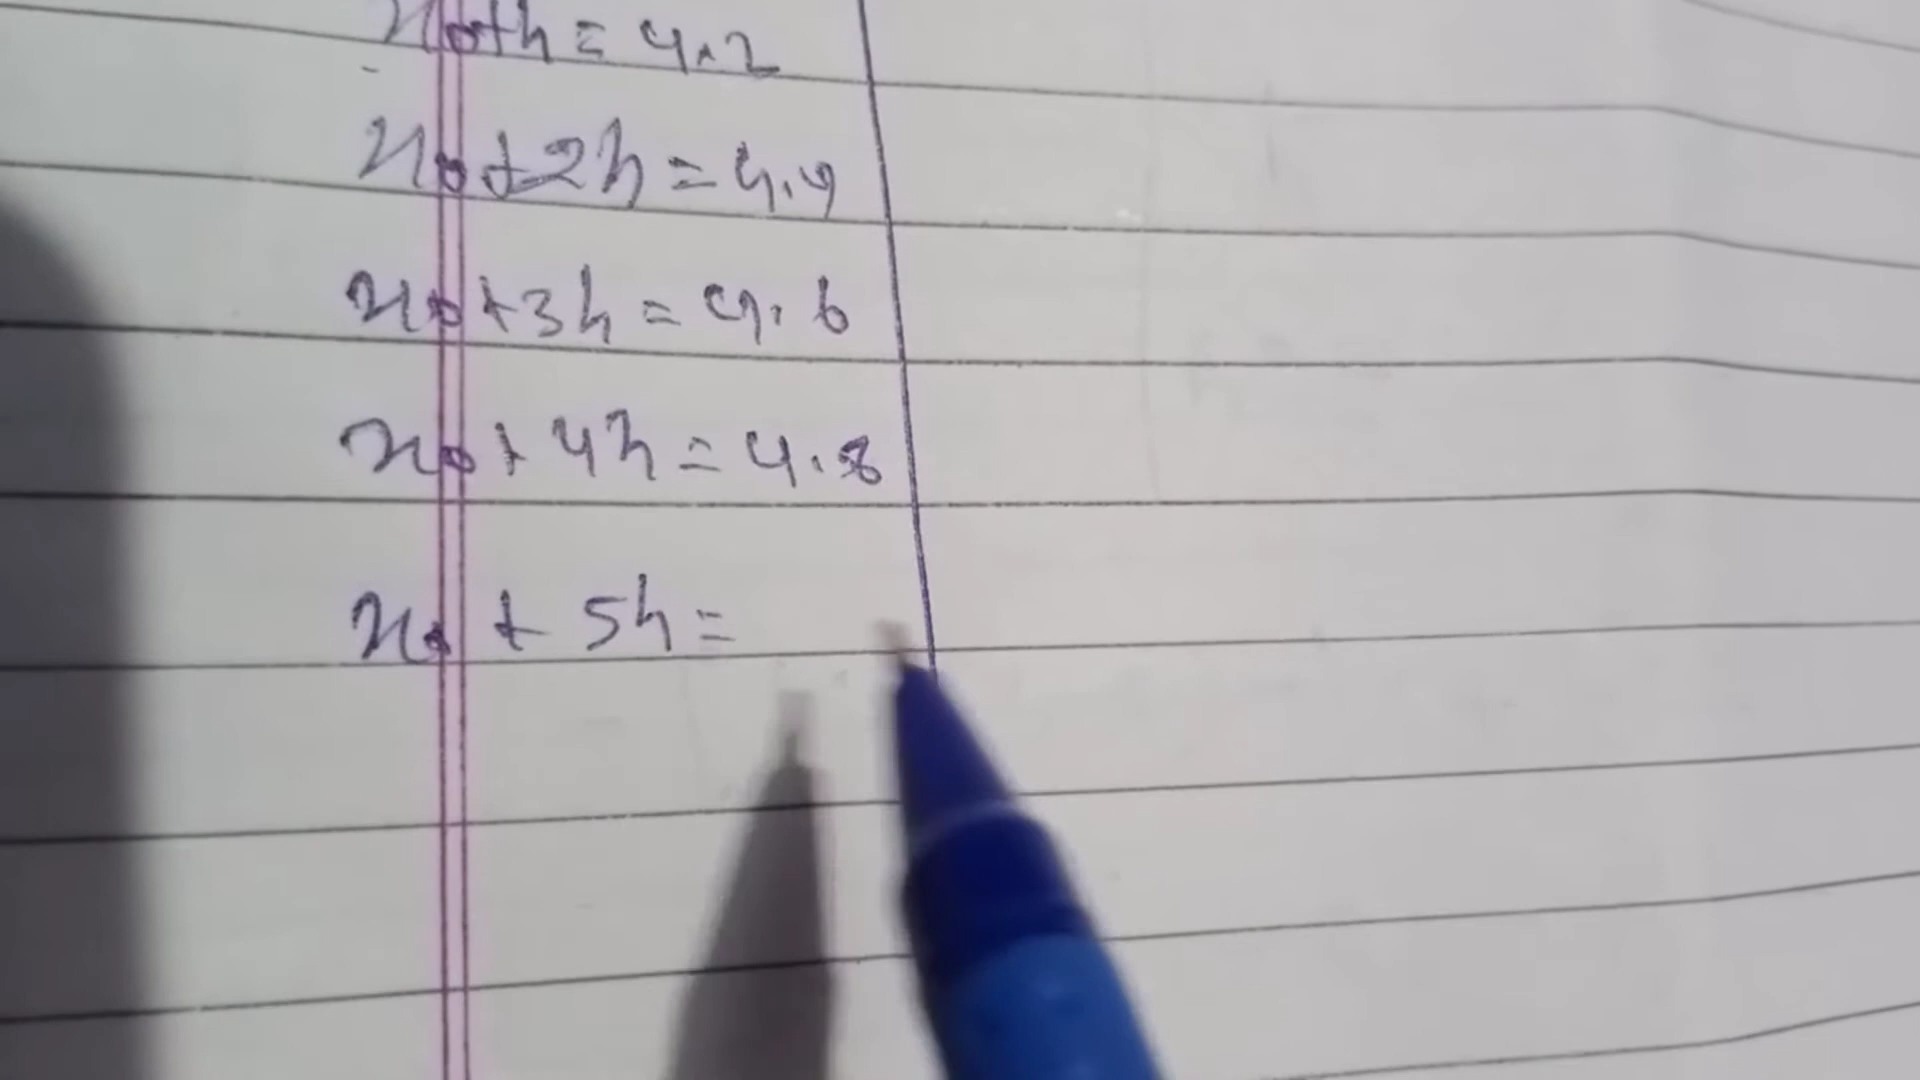 x₀+h = 4.2
x₀+2h = 4.4
x₀+3h = 4.6
x₀+4h = 4.8
x₀+5h =